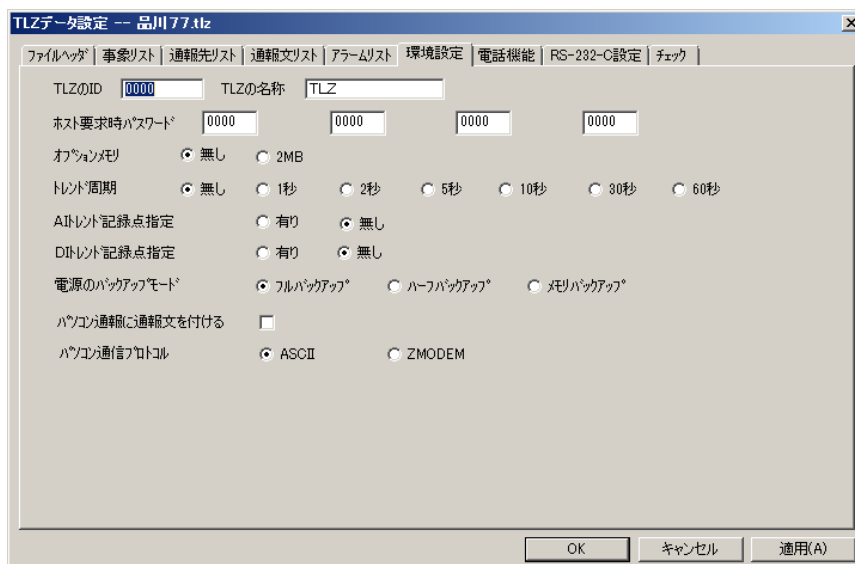 TLZデータ設定 -- 品川77.tlz
ﾌｧｲﾙﾍｯﾀﾞ 事象ﾘｽﾄ 通報先ﾘｽﾄ 通報文ﾘｽﾄ ｱﾗｰﾑﾘｽﾄ 環境設定 電話機能 RS-232-C設定 ﾁｪｯｸ
TLZのID 0000 TLZの名称 TLZ
ﾎｽﾄ要求時ﾊﾟｽﾜｰﾄﾞ 0000 0000 0000 0000
ｵﾌﾟｼｮﾝﾒﾓﾘ 無し 2MB
ﾄﾚﾝﾄﾞ周期 無し 1秒 2秒 5秒 10秒 30秒 60秒
AIﾄﾚﾝﾄﾞ記録点指定 有り 無し
DIﾄﾚﾝﾄﾞ記録点指定 有り 無し
電源のﾊﾞｯｸｱｯﾌﾟﾓｰﾄﾞ ﾌﾙﾊﾞｯｸｱｯﾌﾟ ﾊｰﾌﾊﾞｯｸｱｯﾌﾟ ﾒﾓﾘﾊﾞｯｸｱｯﾌﾟ
ﾊﾟｿｺﾝ通報に通報文を付ける
ﾊﾟｿｺﾝ通信ﾌﾟﾛﾄｺﾙ ASCII ZMODEM
OK キャンセル 適用(A)